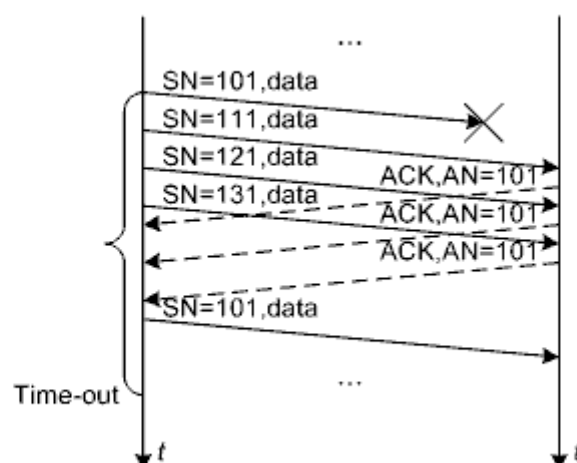 ...
SN=101,data
SN=111,data
SN=121,data
ACK,AN=101
SN=131,data
ACK,AN=101
ACK,AN=101
SN=101,data
...
Time-out
t
t